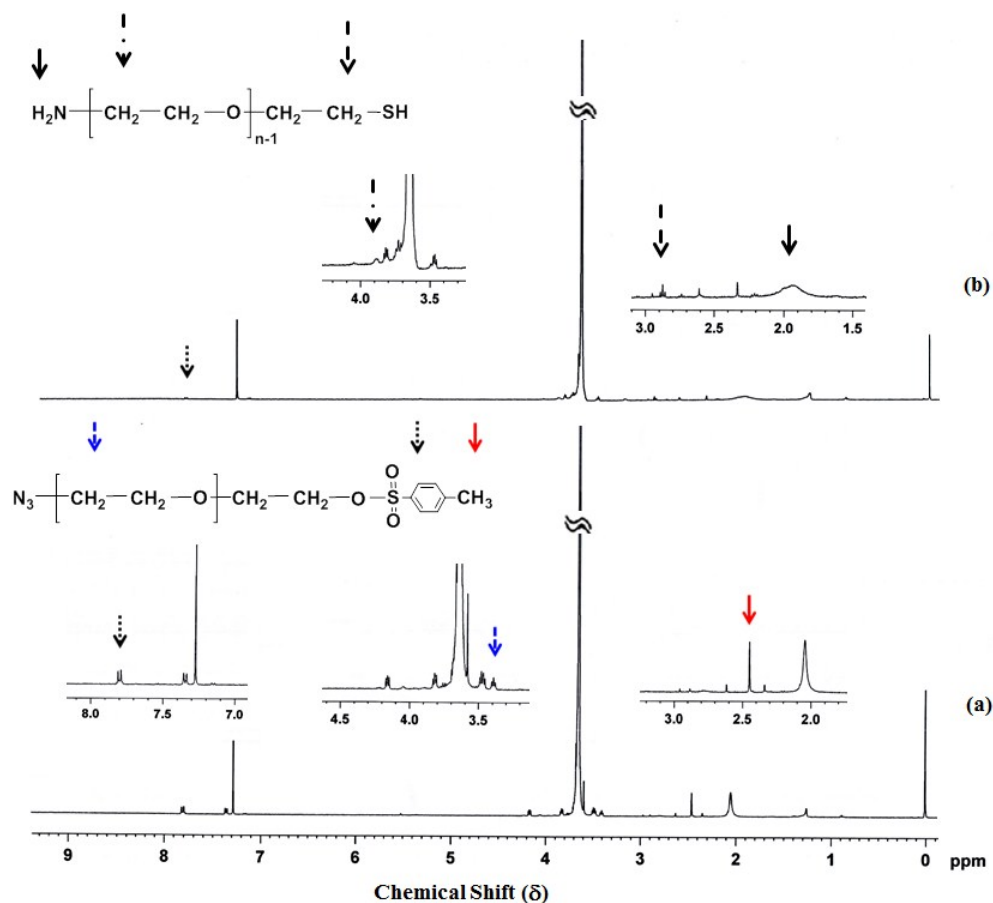 H₂N [ CH₂ — CH₂ — O ]n-1 CH₂ — CH₂ —SH
4.0 3.5
3.0 2.5 2.0 1.5
(b)
N₃ [ CH₂ — CH₂ — O ] CH₂ — CH₂ — O — S — CH₃
O
O
8.0 7.5 7.0
4.5 4.0 3.5
3.0 2.5 2.0
(a)
9 8 7 6 5 4 3 2 1 0 ppm
Chemical Shift (δ)